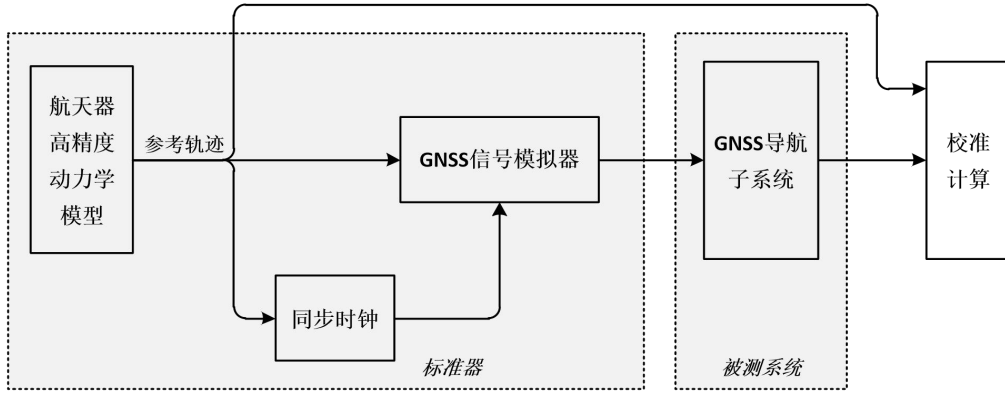 航天器
高精度
动力学
模型
参考轨迹
GNSS信号模拟器
同步时钟
标准器
GNSS导航
子系统
被测系统
校准
计算